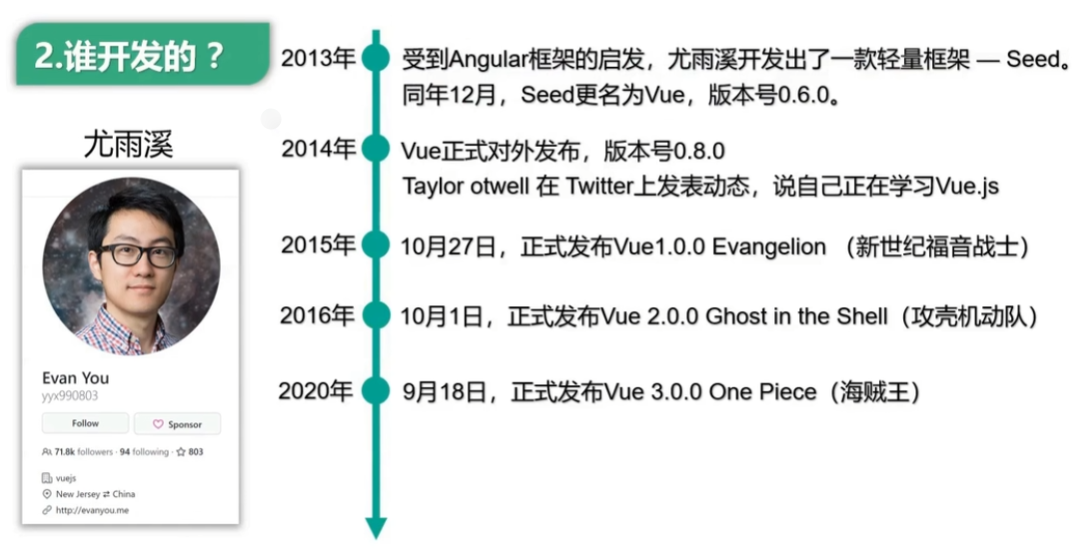 2.谁开发的？
尤雨溪
Evan You
yyx990803
Follow
Sponsor
71.8k followers · 94 following · 803
vuejs
New Jersey ⇄ China
http://evanyou.me
2013年
受到Angular框架的启发，尤雨溪开发出了一款轻量框架 — Seed。
同年12月，Seed更名为Vue，版本号0.6.0。
2014年
Vue正式对外发布，版本号0.8.0
Taylor otwell 在 Twitter上发表动态，说自己正在学习Vue.js
2015年
10月27日，正式发布Vue1.0.0 Evangelion （新世纪福音战士）
2016年
10月1日，正式发布Vue 2.0.0 Ghost in the Shell（攻壳机动队）
2020年
9月18日，正式发布Vue 3.0.0 One Piece（海贼王）